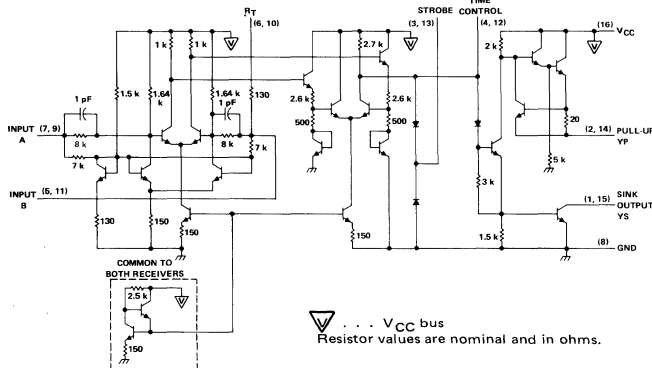 RT
(6, 10)
STROBE
(3, 13)
TIME
CONTROL
(4, 12)
(16)
VCC
1 k
1 k
2.7 k
2 k
1.5 k
1.64
k
1.64 k
130
1 pF
1 pF
2.6 k
2.6 k
500
500
20
INPUT
A
(7, 9)
8 k
8 k
7 k
7 k
(2, 14)
PULL-UP
YP
5 k
3 k
INPUT
B
(5, 11)
130
150
150
150
1.5 k
(1, 15)
SINK
OUTPUT
YS
(8)
GND
COMMON TO
BOTH RECEIVERS
2.5 k
150
V
V
V
V
V . . . VCC bus
Resistor values are nominal and in ohms.